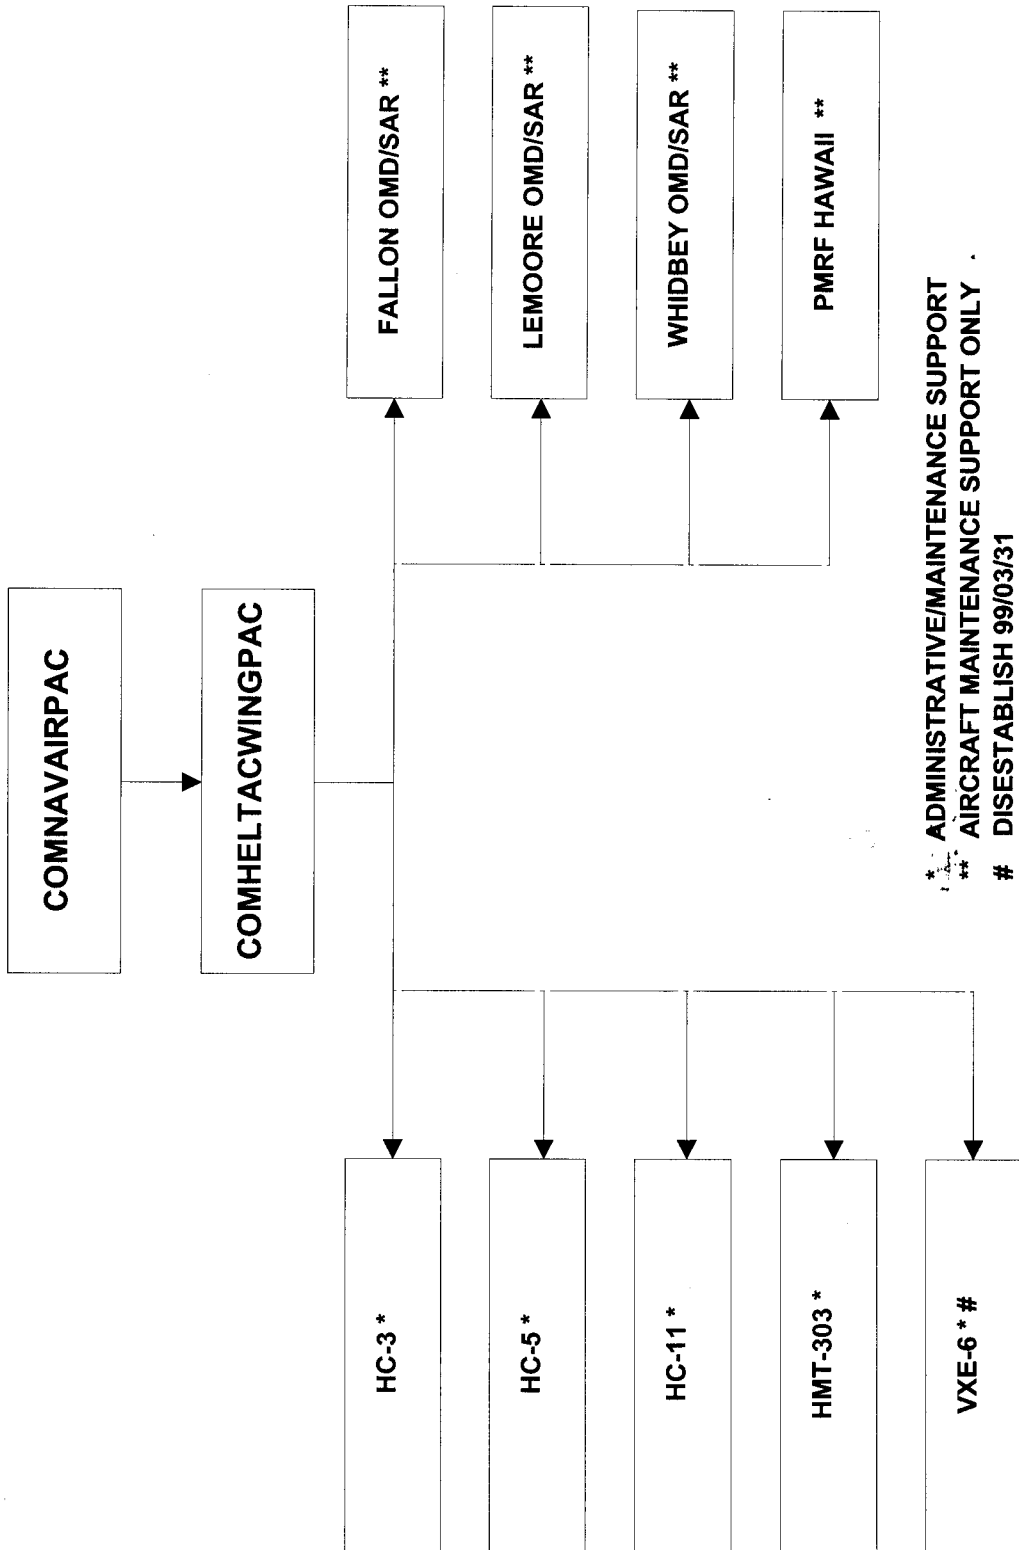 COMNAVAIRPAC
COMHELTACWINGPAC
HC-3 *
HC-5 *
HC-11 *
HMT-303 *
VXE-6 * #
FALLON OMD/SAR **
LEMOORE OMD/SAR **
WHIDBEY OMD/SAR **
PMRF HAWAII **
* ADMINISTRATIVE/MAINTENANCE SUPPORT
** AIRCRAFT MAINTENANCE SUPPORT ONLY
# DISESTABLISH 99/03/31